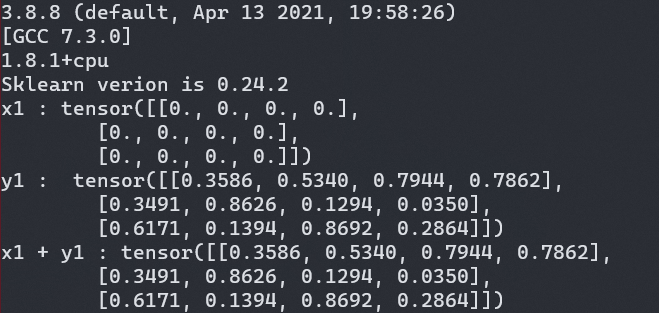 3.8.8 (default, Apr 13 2021, 19:58:26)
[GCC 7.3.0]
1.8.1+cpu
Sklearn verion is 0.24.2
x1 : tensor([[0., 0., 0., 0.],
        [0., 0., 0., 0.],
        [0., 0., 0., 0.]])
y1 :  tensor([[0.3586, 0.5340, 0.7944, 0.7862],
        [0.3491, 0.8626, 0.1294, 0.0350],
        [0.6171, 0.1394, 0.8692, 0.2864]])
x1 + y1 : tensor([[0.3586, 0.5340, 0.7944, 0.7862],
        [0.3491, 0.8626, 0.1294, 0.0350],
        [0.6171, 0.1394, 0.8692, 0.2864]])